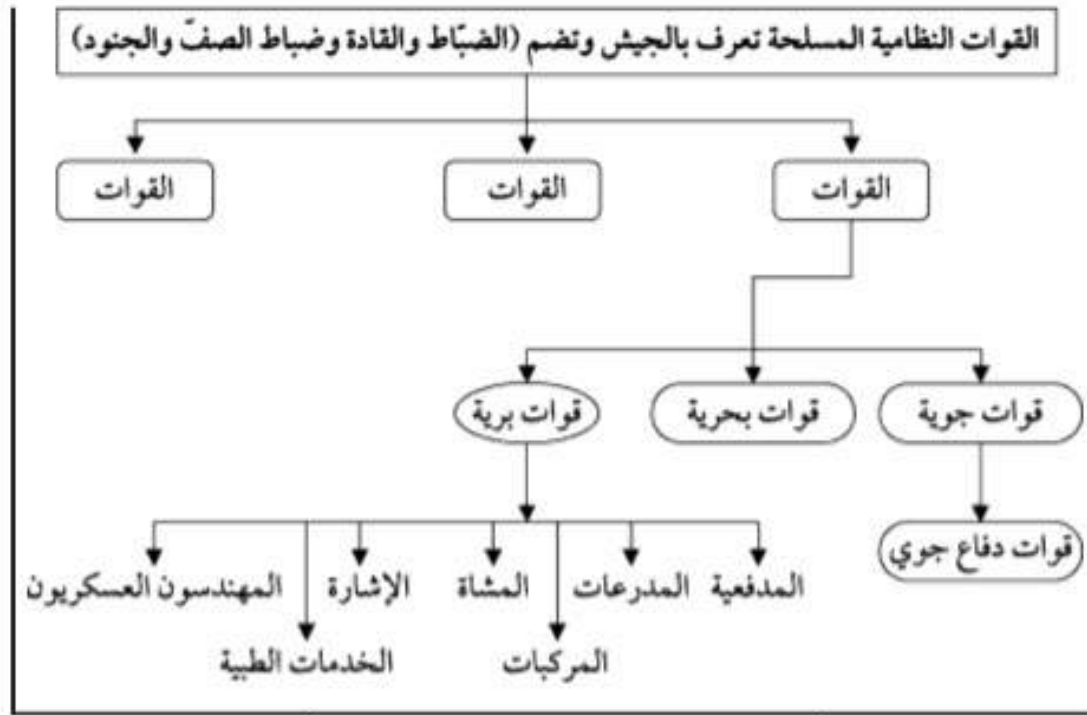 القوات النظامية المسلحة تعرف بالجيش وتضم (الضبّاط والقادة وضباط الصفّ والجنود)
القوات
القوات
القوات
قوات جوية
قوات بحرية
قوات برية
قوات دفاع جوي
المدفعية
المدرعات
المشاة
الإشارة
المهندسون العسكريون
المركبات
الخدمات الطبية